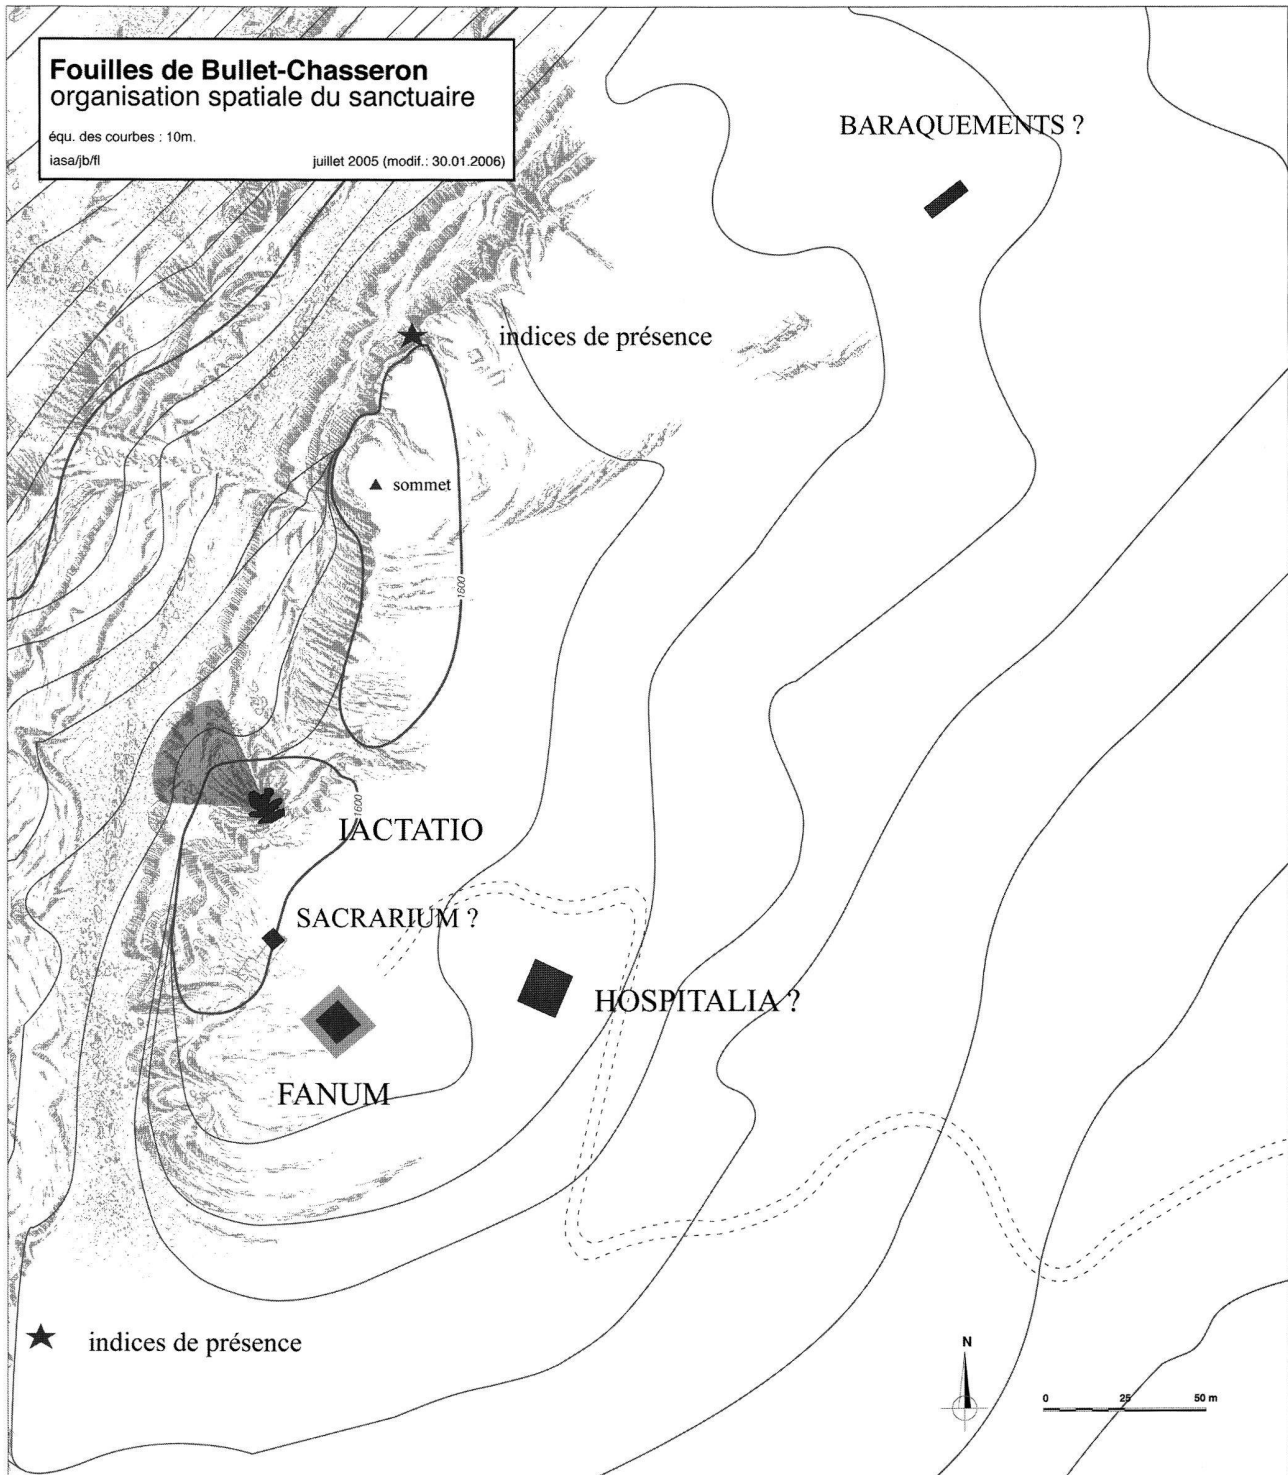 Fouilles de Bullet-Chasseron
organisation spatiale du sanctuaire
équ. des courbes : 10m.
iasa/jb/fl juillet 2005 (modif.: 30.01.2006)
BARAQUEMENTS ?
indices de présence
sommet
1600
1600
IACTATIO
SACRARIUM ?
HOSPITALIA ?
FANUM
indices de présence
N
0 25 50 m